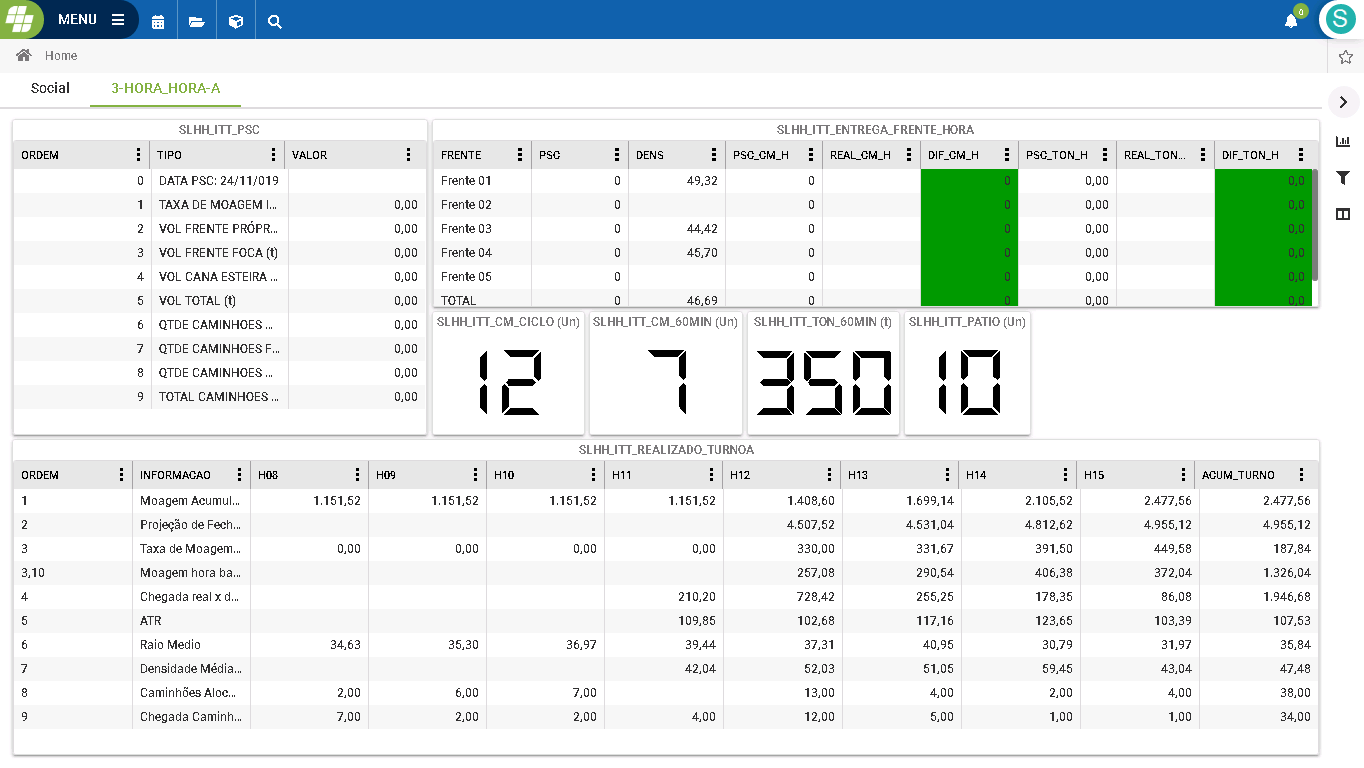 MENU
0
S
Home
Social 3-HORA_HORA-A
SLHH_ITT_PSC
ORDEM TIPO VALOR
0 DATA PSC: 24/11/019
1 TAXA DE MOAGEM I... 0,00
2 VOL FRENTE PRÓPR... 0,00
3 VOL FRENTE FOCA (t) 0,00
4 VOL CANA ESTEIRA ... 0,00
5 VOL TOTAL (t) 0,00
6 QTDE CAMINHOES ... 0,00
7 QTDE CAMINHOES F... 0,00
8 QTDE CAMINHOES ... 0,00
9 TOTAL CAMINHOES ... 0,00
SLHH_ITT_ENTREGA_FRENTE_HORA
FRENTE PSC DENS PSC_CM_H REAL_CM_H DIF_CM_H PSC_TON_H REAL_TON... DIF_TON_H
Frente 01 0 49,32 0 0 0,00 0,0
Frente 02 0 0 0 0,00 0,0
Frente 03 0 44,42 0 0 0,00 0,0
Frente 04 0 45,70 0 0 0,00 0,0
Frente 05 0 0 0 0,00 0,0
TOTAL 0 46,69 0 0 0,00 0,0
SLHH_ITT_CM_CICLO (Un)
12
SLHH_ITT_CM_60MIN (Un)
7
SLHH_ITT_TON_60MIN (t)
350
SLHH_ITT_PATIO (Un)
10
SLHH_ITT_REALIZADO_TURNOA
ORDEM INFORMACAO H08 H09 H10 H11 H12 H13 H14 H15 ACUM_TURNO
1 Moagem Acumul... 1.151,52 1.151,52 1.151,52 1.151,52 1.408,60 1.699,14 2.105,52 2.477,56 2.477,56
2 Projeção de Fech... 4.507,52 4.531,04 4.812,62 4.955,12 4.955,12
3 Taxa de Moagem... 0,00 0,00 0,00 0,00 330,00 331,67 391,50 449,58 187,84
3,10 Moagem hora ba... 257,08 290,54 406,38 372,04 1.326,04
4 Chegada real x d... 210,20 728,42 255,25 178,35 86,08 1.946,68
5 ATR 109,85 102,68 117,16 123,65 103,39 107,53
6 Raio Medio 34,63 35,30 36,97 39,44 37,31 40,95 30,79 31,97 35,84
7 Densidade Média... 42,04 52,03 51,05 59,45 43,04 47,48
8 Caminhões Aloc... 2,00 6,00 7,00 13,00 4,00 2,00 4,00 38,00
9 Chegada Caminh... 7,00 2,00 2,00 4,00 12,00 5,00 1,00 1,00 34,00